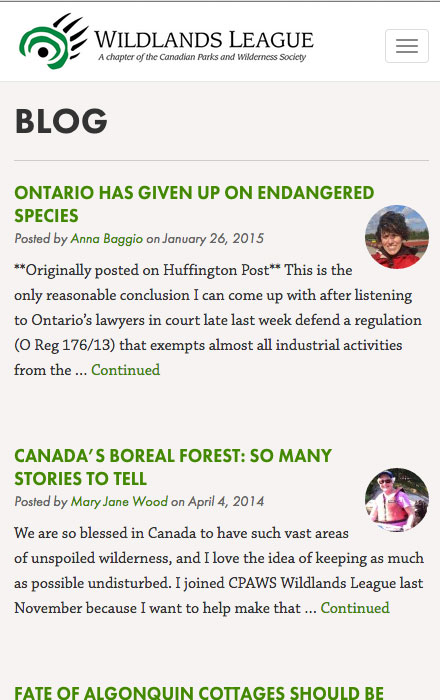 WILDLANDS LEAGUE
A chapter of the Canadian Parks and Wilderness Society
BLOG
ONTARIO HAS GIVEN UP ON ENDANGERED
SPECIES
Posted by Anna Baggio on January 26, 2015
**Originally posted on Huffington Post** This is the
only reasonable conclusion I can come up with after listening
to Ontario’s lawyers in court late last week defend a regulation
(O Reg 176/13) that exempts almost all industrial activities
from the … Continued
CANADA’S BOREAL FOREST: SO MANY
STORIES TO TELL
Posted by Mary Jane Wood on April 4, 2014
We are so blessed in Canada to have such vast areas
of unspoiled wilderness, and I love the idea of keeping as much
as possible undisturbed. I joined CPAWS Wildlands League last
November because I want to help make that … Continued
FATE OF ALGONQUIN COTTAGES SHOULD BE